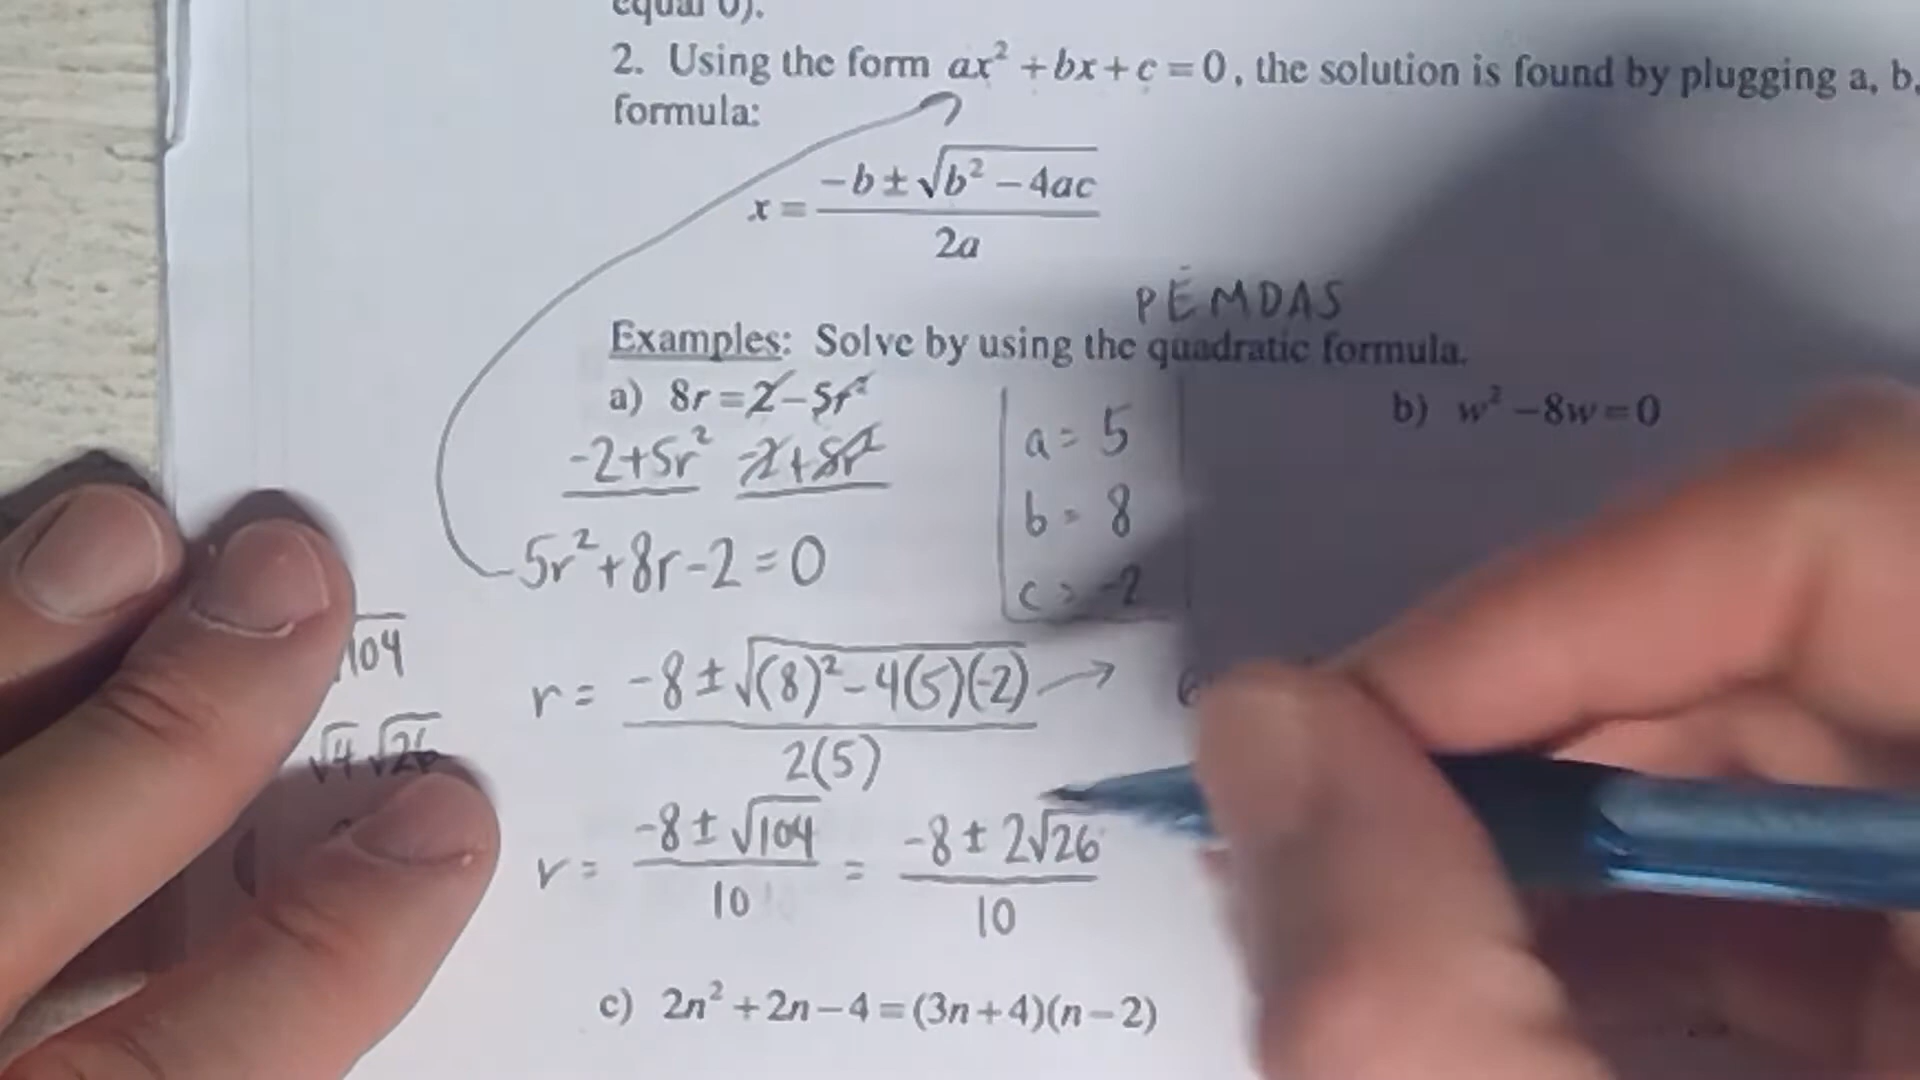 equal 0).
2. Using the form ax² + bx + c = 0, the solution is found by plugging a, b,
formula:
x = (-b ± √(b² - 4ac)) / 2a
PEMDAS
Examples: Solve by using the quadratic formula.
a) 8r = 2 - 5r²
b) w² - 8w = 0
-2+5r² -2+5r²
a = 5
b = 8
c = -2
5r² + 8r - 2 = 0
√104
√4 √26
r = (-8 ± √((8)² - 4(5)(-2))) / 2(5) →
r = (-8 ± √104) / 10 = (-8 ± 2√26) / 10
c) 2n² + 2n - 4 = (3n + 4)(n - 2)